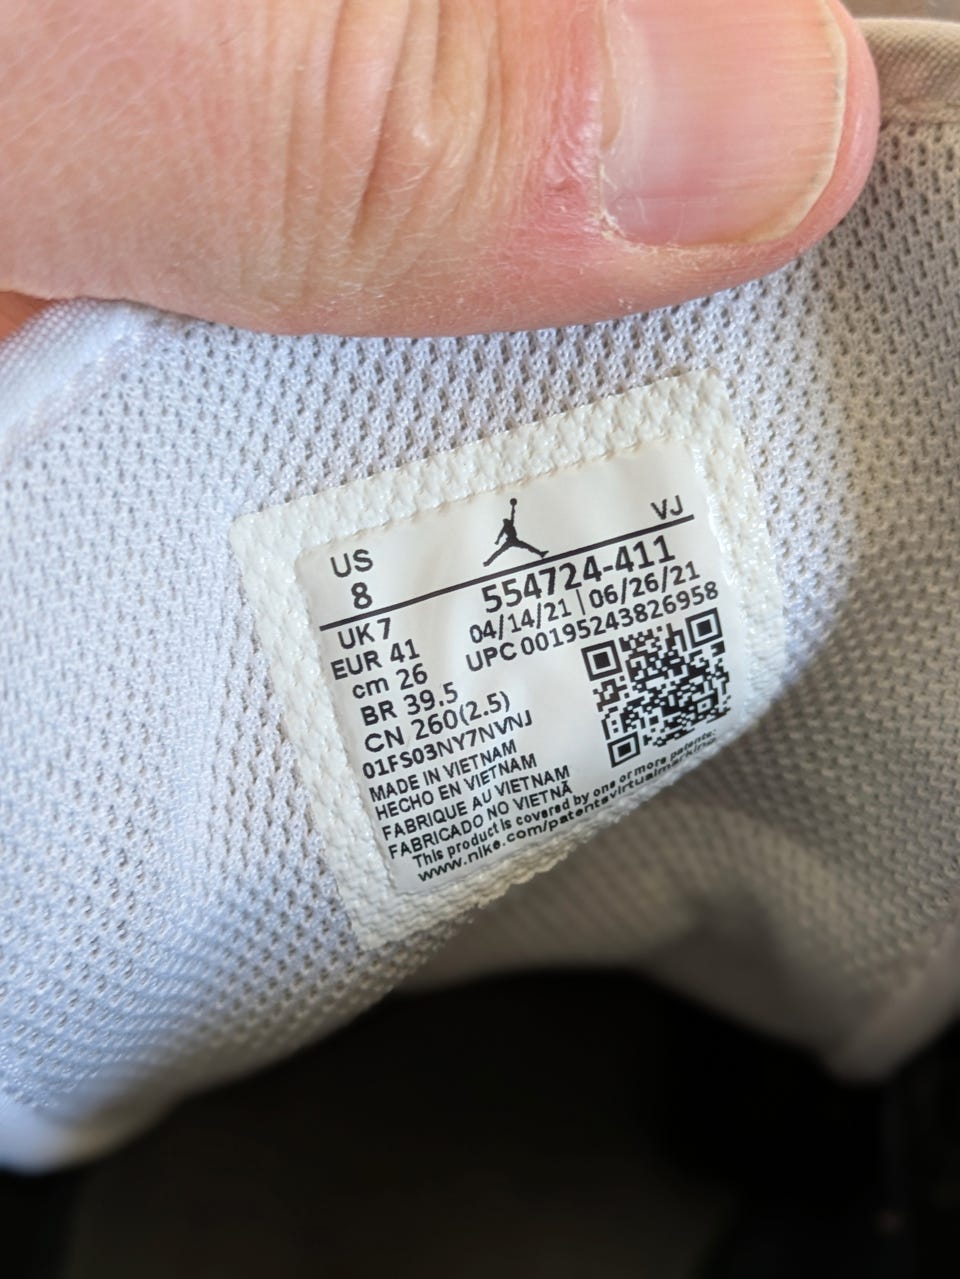 US
8
VJ
554724-411
04/14/21 | 06/26/21
UPC 00195243826958
UK 7
EUR 41
cm 26
BR 39.5
CN 260(2.5)
01FS03NY7NVNJ
MADE IN VIETNAM
HECHO EN VIETNAM
FABRIQUE AU VIETNAM
FABRICADO NO VIETNÃ
This product is covered by one or more patents:
www.nike.com/patentsvirtualmarking